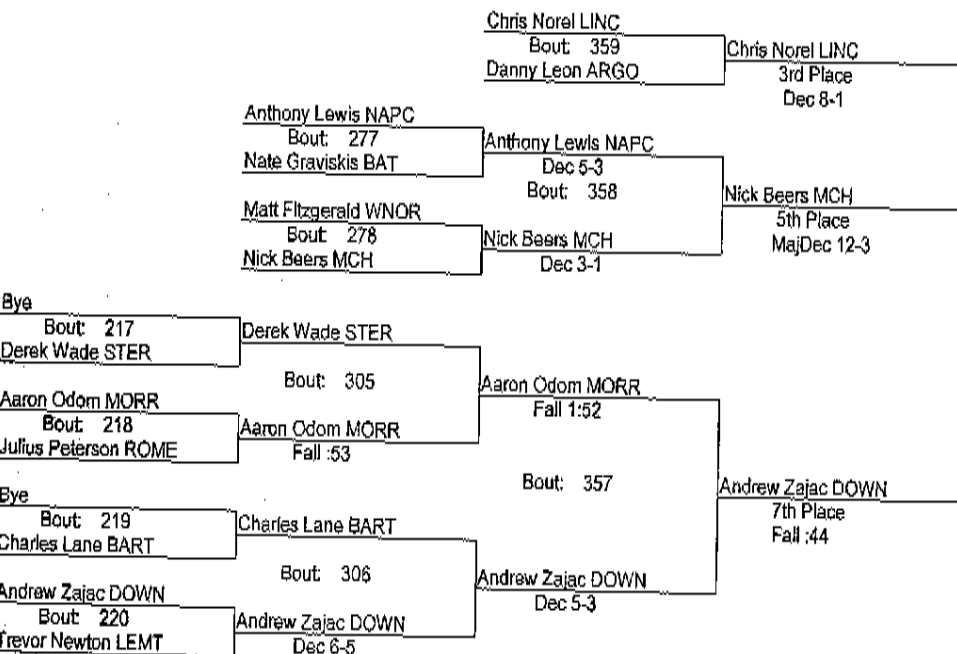 Chris Norel LINC
Bout: 359
Danny Leon ARGO
Chris Norel LINC
3rd Place
Dec 8-1
Anthony Lewis NAPC
Bout: 277
Nate Graviskis BAT
Anthony Lewis NAPC
Dec 5-3
Bout: 358
Matt Fitzgerald WNOR
Bout: 278
Nick Beers MCH
Nick Beers MCH
Dec 3-1
Nick Beers MCH
5th Place
MajDec 12-3
Bye
Bout: 217
Derek Wade STER
Derek Wade STER
Bout: 305
Aaron Odom MORR
Bout: 218
Julius Peterson ROME
Aaron Odom MORR
Fall :53
Aaron Odom MORR
Fall 1:52
Bout: 357
Bye
Bout: 219
Charles Lane BART
Charles Lane BART
Bout: 306
Andrew Zajac DOWN
Bout: 220
Trevor Newton LEMT
Andrew Zajac DOWN
Dec 6-5
Andrew Zajac DOWN
Dec 5-3
Andrew Zajac DOWN
7th Place
Fall :44